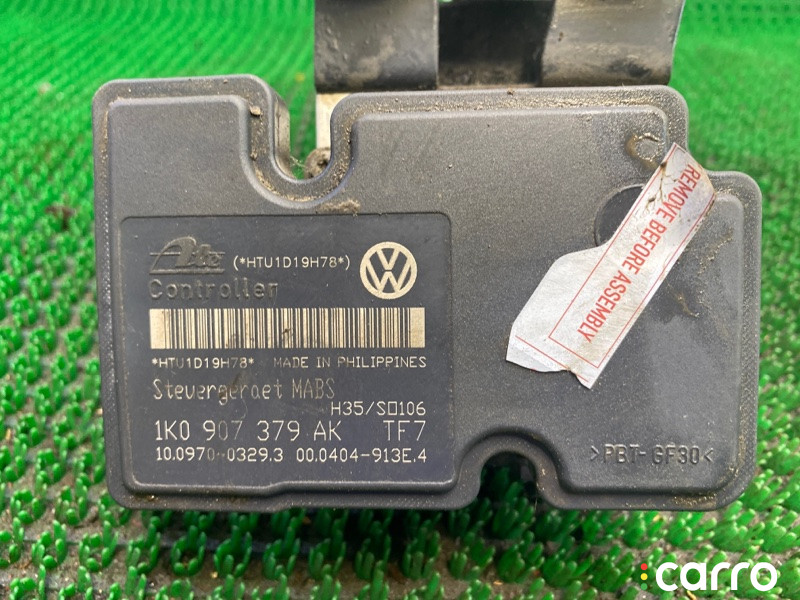 Ate (*HTU1D19H78*)
Controller
*HTU1D19H78* MADE IN PHILIPPINES
Steuergeraet MABS
H35/S0106
1K0 907 379 AK TF7
10.0970-0329.3 00.0404-913E.4
REMOVE BEFORE ASSEMBLY
>PBT-GF30<
carro